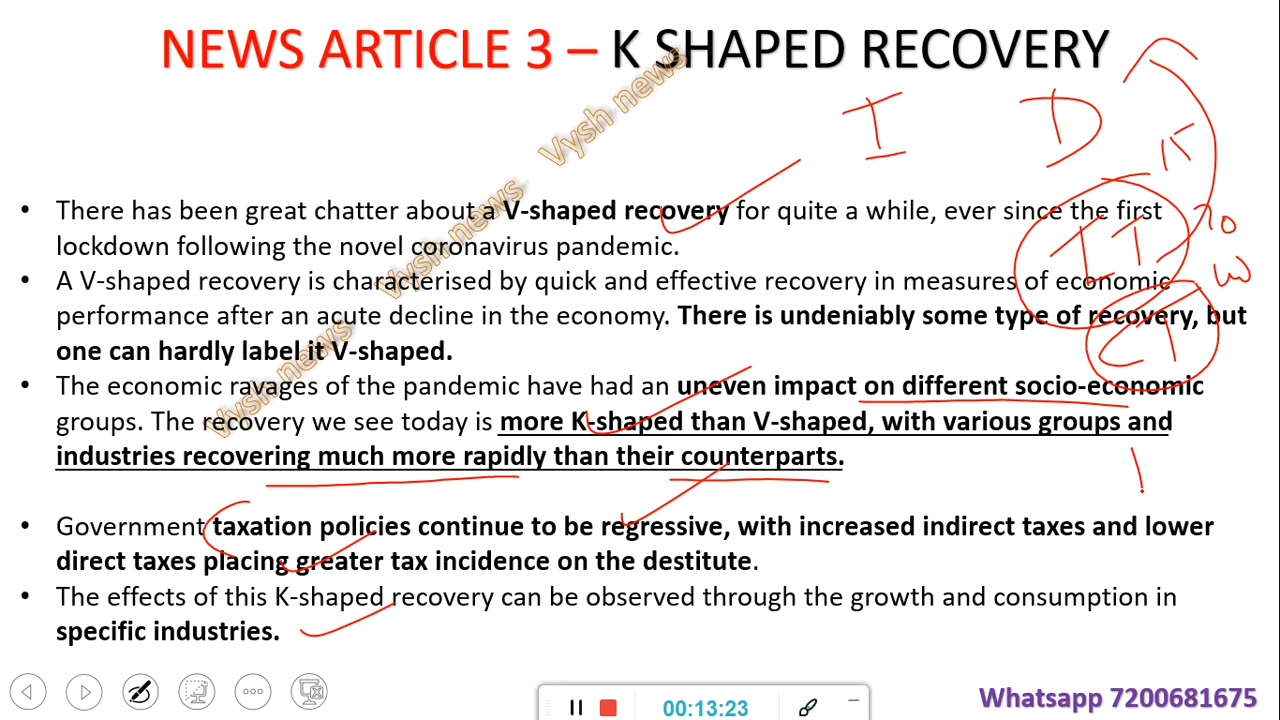 NEWS ARTICLE 3 – K SHAPED RECOVERY
Vysh news
I D
K
• There has been great chatter about a V-shaped recovery for quite a while, ever since the first
lockdown following the novel coronavirus pandemic.
IT
Vysh news
• A V-shaped recovery is characterised by quick and effective recovery in measures of economic
performance after an acute decline in the economy. There is undeniably some type of recovery, but
one can hardly label it V-shaped.
Vysh news
• The economic ravages of the pandemic have had an uneven impact on different socio-economic
groups. The recovery we see today is more K-shaped than V-shaped, with various groups and
industries recovering much more rapidly than their counterparts.
• Government taxation policies continue to be regressive, with increased indirect taxes and lower
direct taxes placing greater tax incidence on the destitute.
• The effects of this K-shaped recovery can be observed through the growth and consumption in
specific industries.
00:13:23
Whatsapp 7200681675